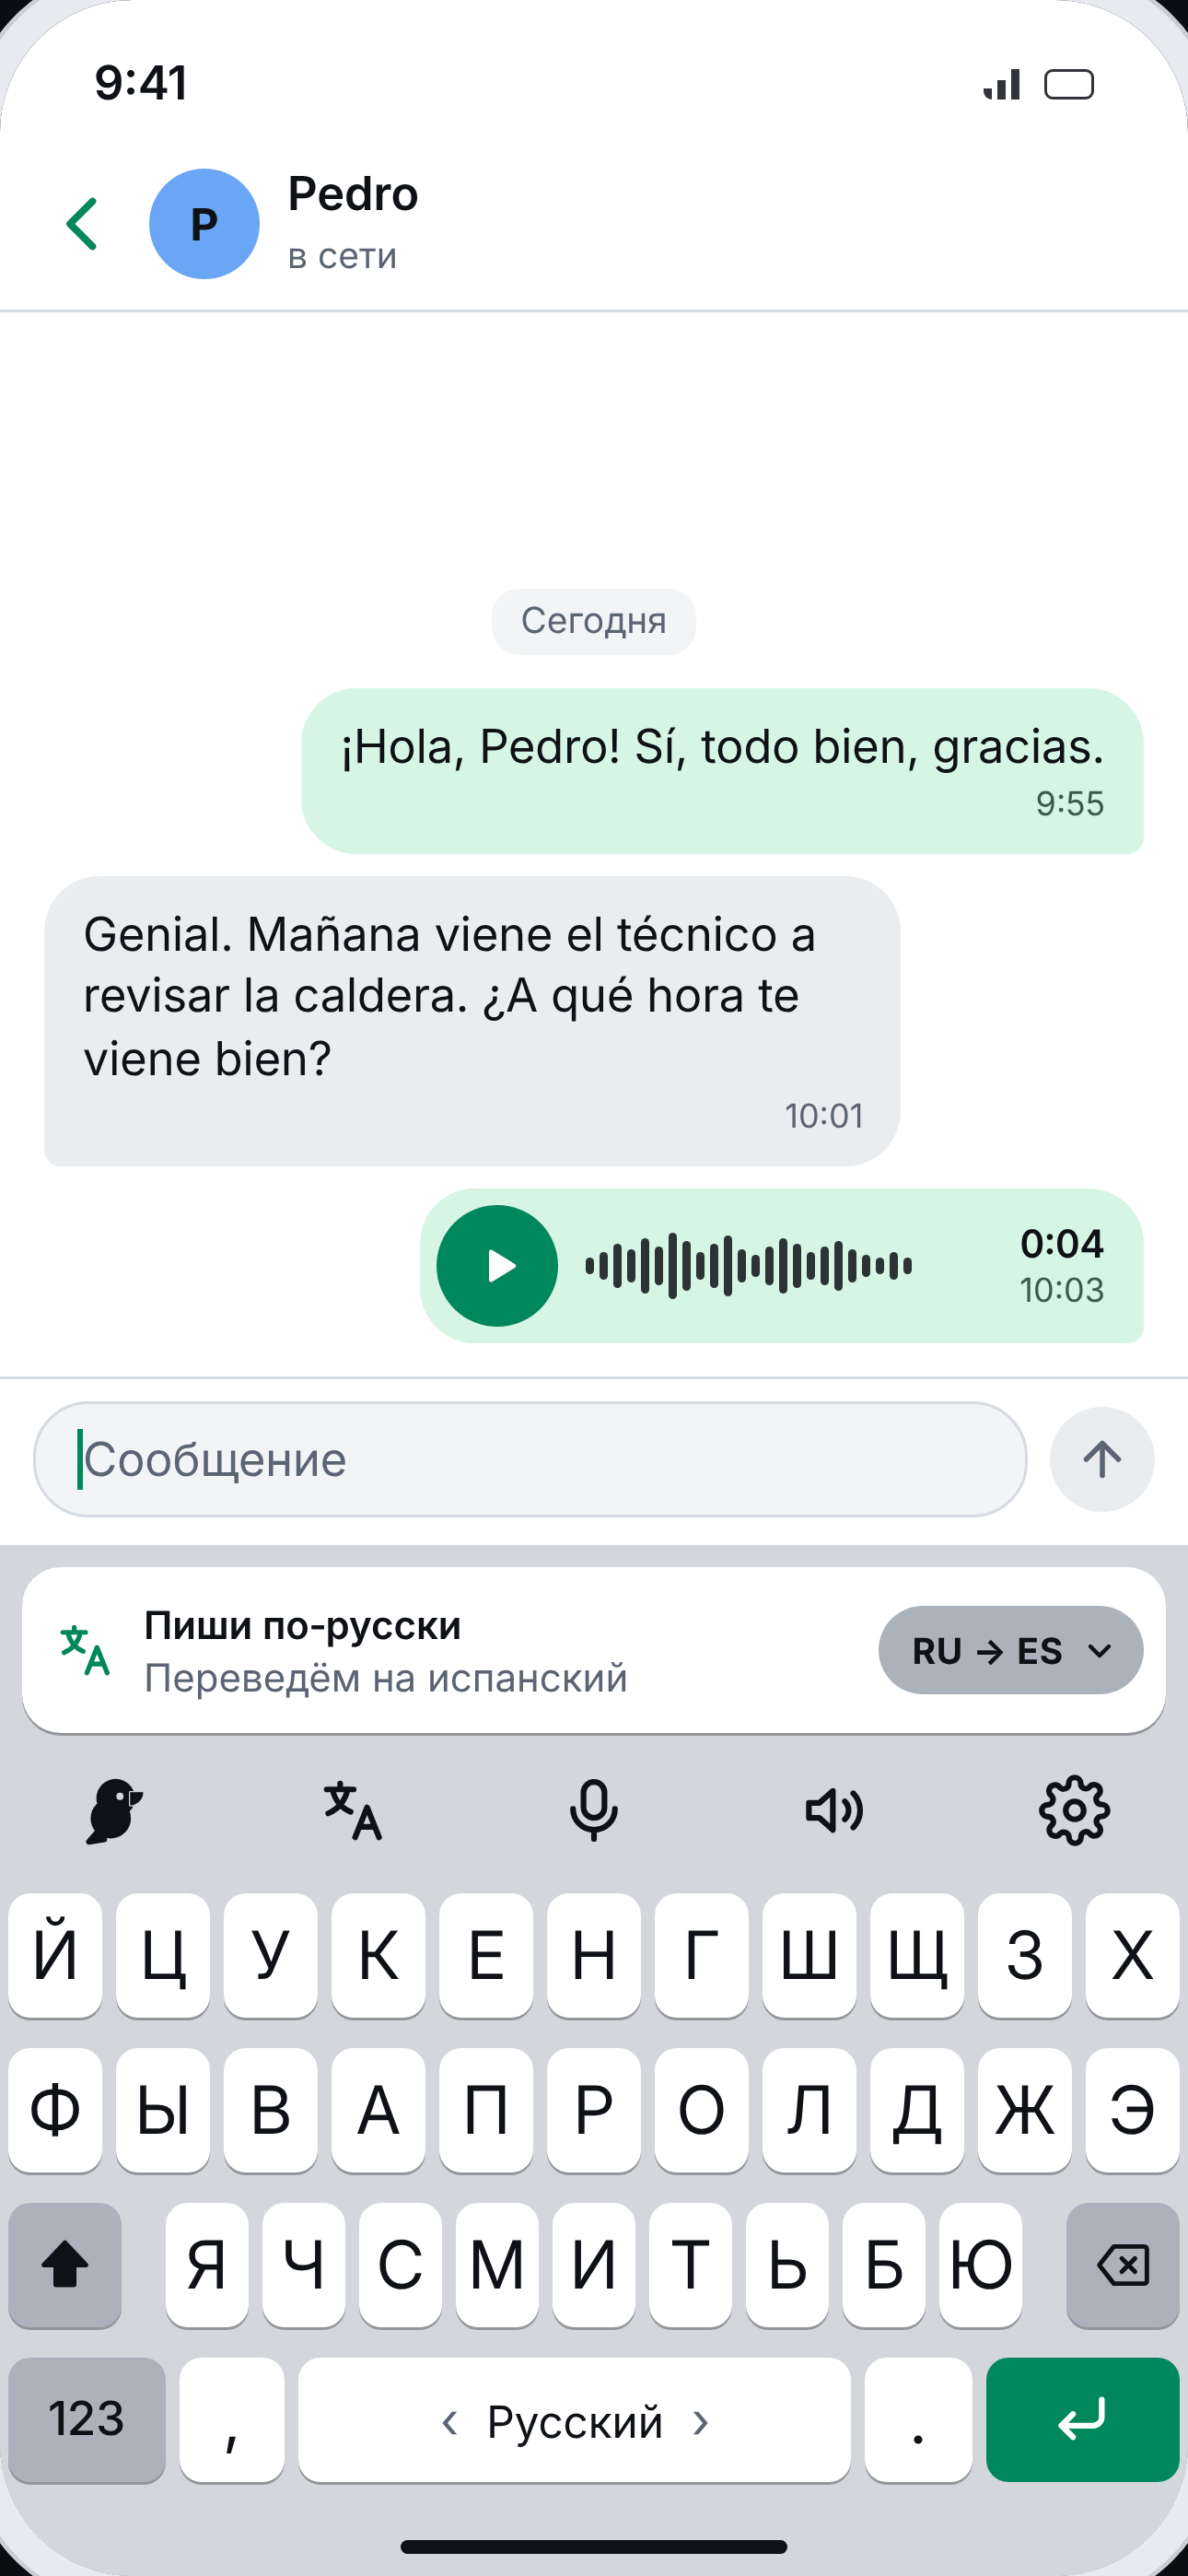 9:41
P
Pedro
в сети
Сегодня
¡Hola, Pedro! Sí, todo bien, gracias.
9:55
Genial. Mañana viene el técnico a
revisar la caldera. ¿A qué hora te
viene bien?
10:01
0:04
10:03
Сообщение
Пиши по-русски
Переведём на испанский
RU → ES
Й Ц У К Е Н Г Ш Щ З Х
Ф Ы В А П Р О Л Д Ж Э
Я Ч С М И Т Ь Б Ю
123 , ‹ Русский › .